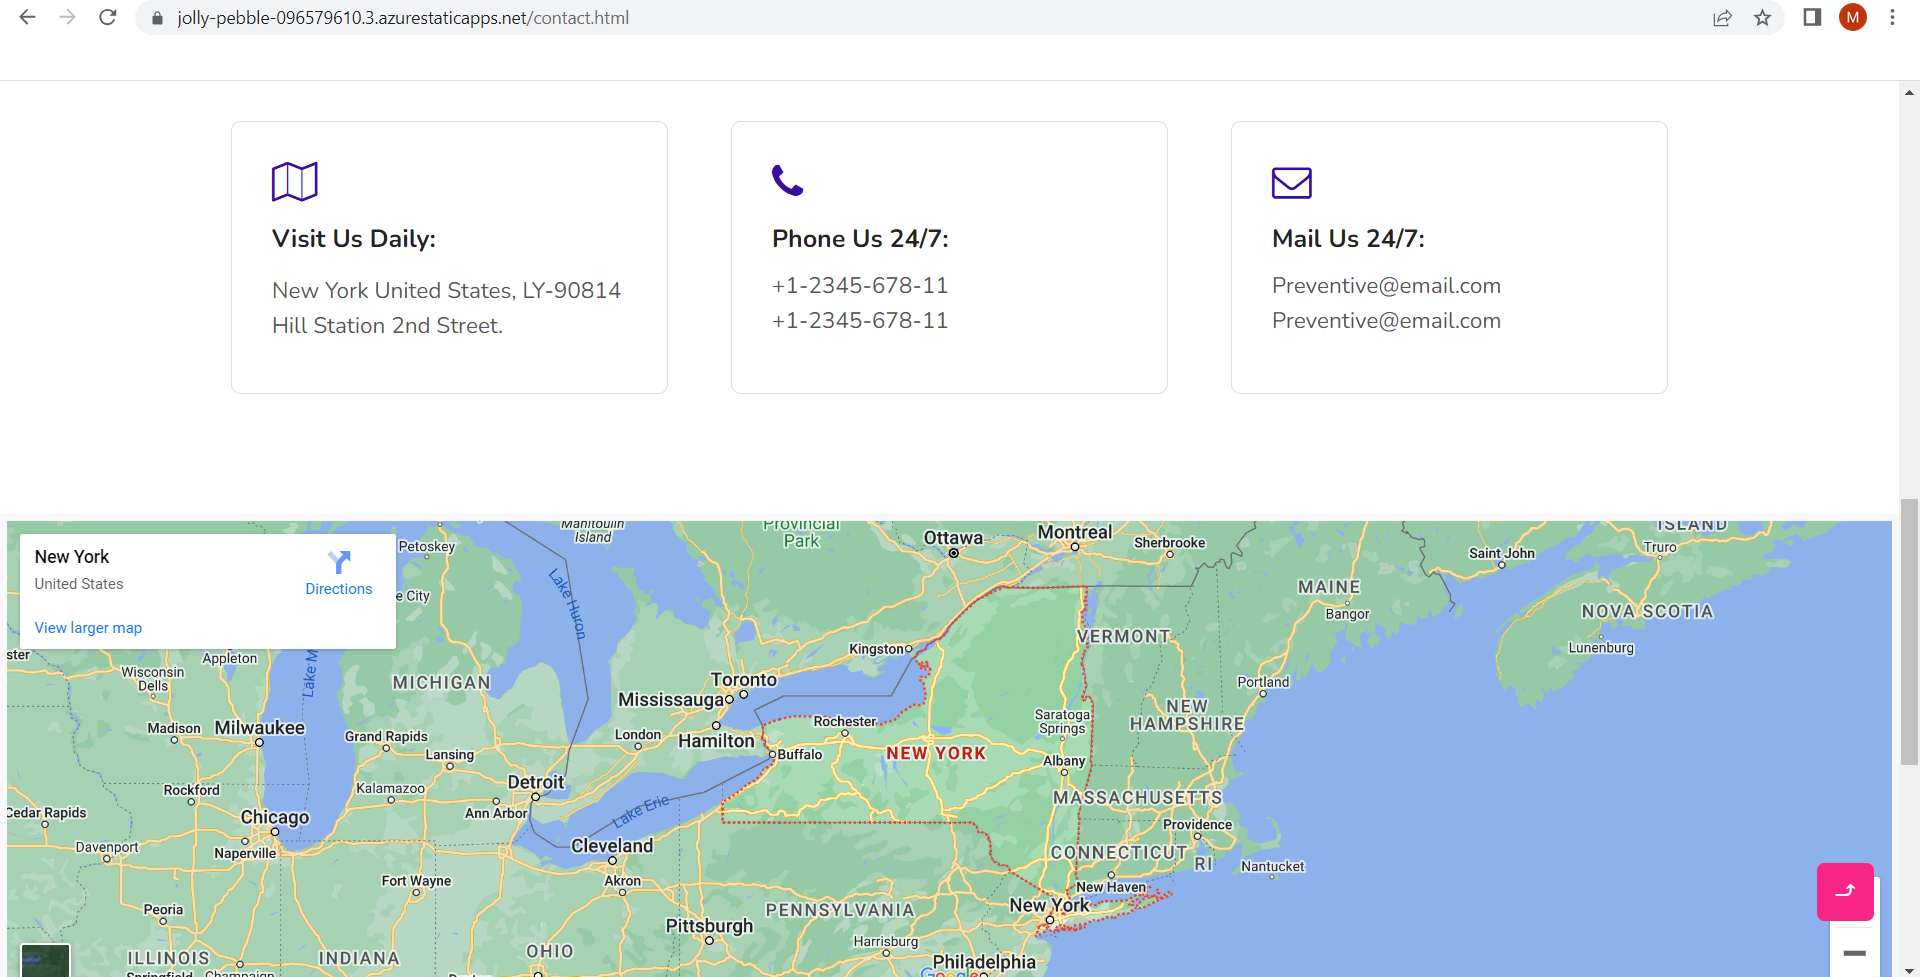 jolly-pebble-096579610.3.azurestaticapps.net/contact.html
M
Visit Us Daily:
New York United States, LY-90814
Hill Station 2nd Street.
Phone Us 24/7:
+1-2345-678-11
+1-2345-678-11
Mail Us 24/7:
Preventive@email.com
Preventive@email.com
New York
United States
Directions
View larger map
Manitoulin
Island
Provincial
Park
Ottawa
Montreal
Sherbrooke
ISLAND
Truro
Saint John
Petoskey
e City
Lake Huron
MAINE
Bangor
NOVA SCOTIA
Lunenburg
VERMONT
Kingston
ster
Appleton
Wisconsin
Dells
Lake M
MICHIGAN
Toronto
Mississauga
Portland
NEW
HAMPSHIRE
Saratoga
Springs
Rochester
Madison
Milwaukee
Grand Rapids
London
Hamilton
Lansing
Buffalo
NEW YORK
Albany
Detroit
Rockford
Kalamazoo
MASSACHUSETTS
Cedar Rapids
Chicago
Ann Arbor
Lake Erie
Providence
Davenport
Naperville
Cleveland
CONNECTICUT
RI
Nantucket
Fort Wayne
Akron
New Haven
New York
Peoria
PENNSYLVANIA
Pittsburgh
Harrisburg
ILLINOIS
INDIANA
OHIO
Philadelphia
Springfield
Champaign
Google